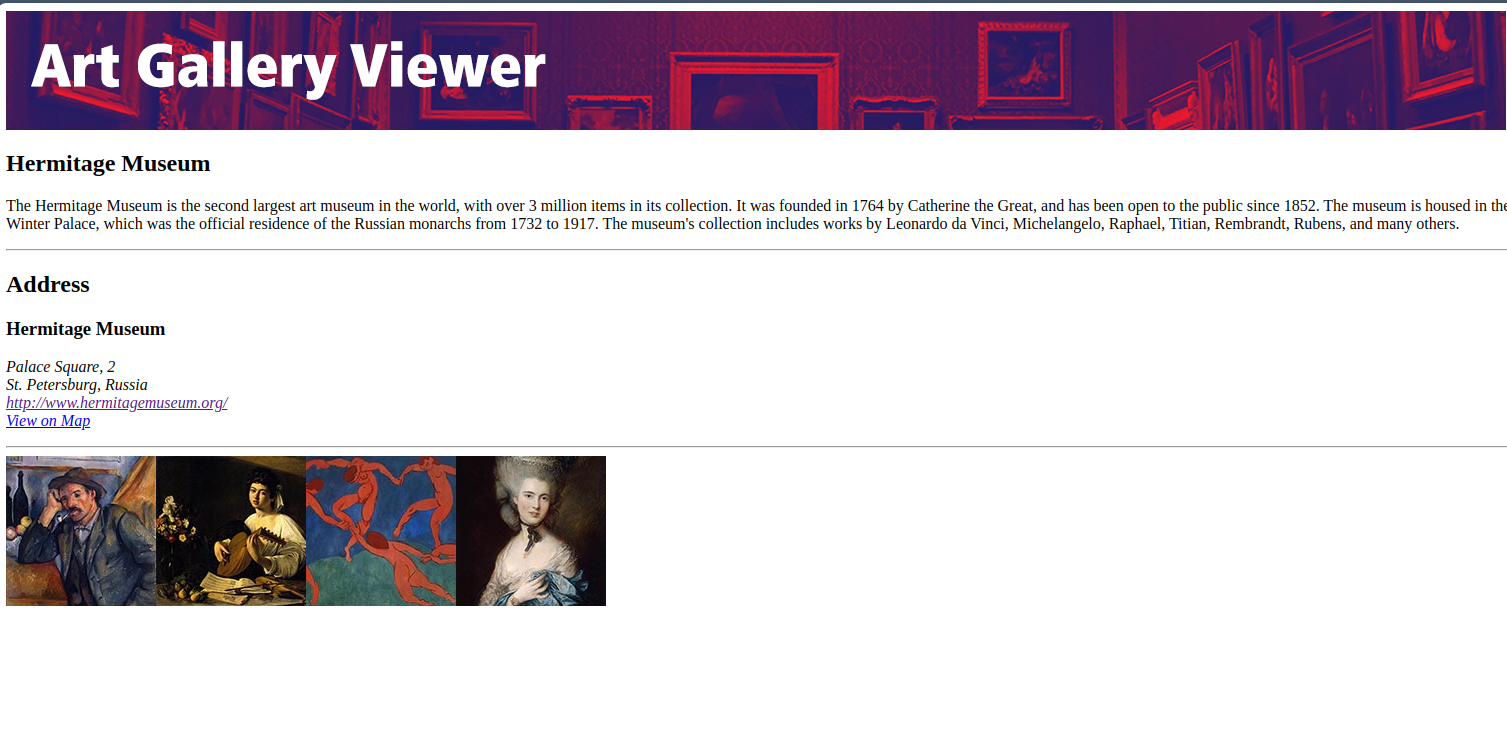 Art Gallery Viewer
Hermitage Museum
The Hermitage Museum is the second largest art museum in the world, with over 3 million items in its collection. It was founded in 1764 by Catherine the Great, and has been open to the public since 1852. The museum is housed in the
Winter Palace, which was the official residence of the Russian monarchs from 1732 to 1917. The museum's collection includes works by Leonardo da Vinci, Michelangelo, Raphael, Titian, Rembrandt, Rubens, and many others.
Address
Hermitage Museum
Palace Square, 2
St. Petersburg, Russia
http://www.hermitagemuseum.org/
View on Map